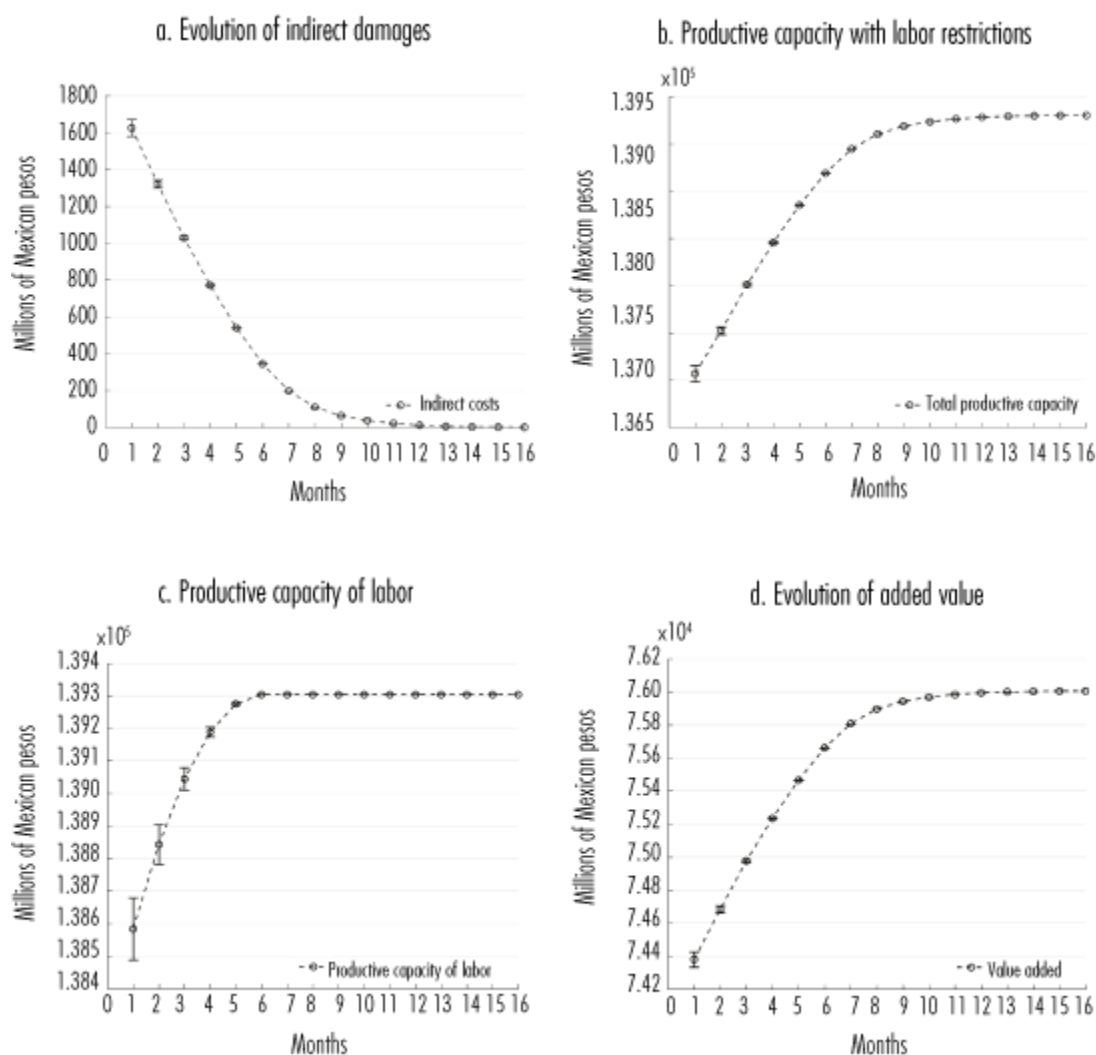 a. Evolution of indirect damages
Millions of Mexican pesos
1800
1600
1400
1200
1000
800
600
400
200
0
Indirect costs
0 1 2 3 4 5 6 7 8 9 10 11 12 13 14 15 16
Months
b. Productive capacity with labor restrictions
x10⁵
Millions of Mexican pesos
1.395
1.390
1.385
1.380
1.375
1.370
1.365
Total productive capacity
0 1 2 3 4 5 6 7 8 9 10 11 12 13 14 15 16
Months
c. Productive capacity of labor
x10⁵
Millions of Mexican pesos
1.394
1.393
1.392
1.391
1.390
1.389
1.388
1.387
1.386
1.385
1.384
Productive capacity of labor
0 1 2 3 4 5 6 7 8 9 10 11 12 13 14 15 16
Months
d. Evolution of added value
x10⁴
Millions of Mexican pesos
7.62
7.60
7.58
7.56
7.54
7.52
7.50
7.48
7.46
7.44
7.42
Value added
0 1 2 3 4 5 6 7 8 9 10 11 12 13 14 15 16
Months